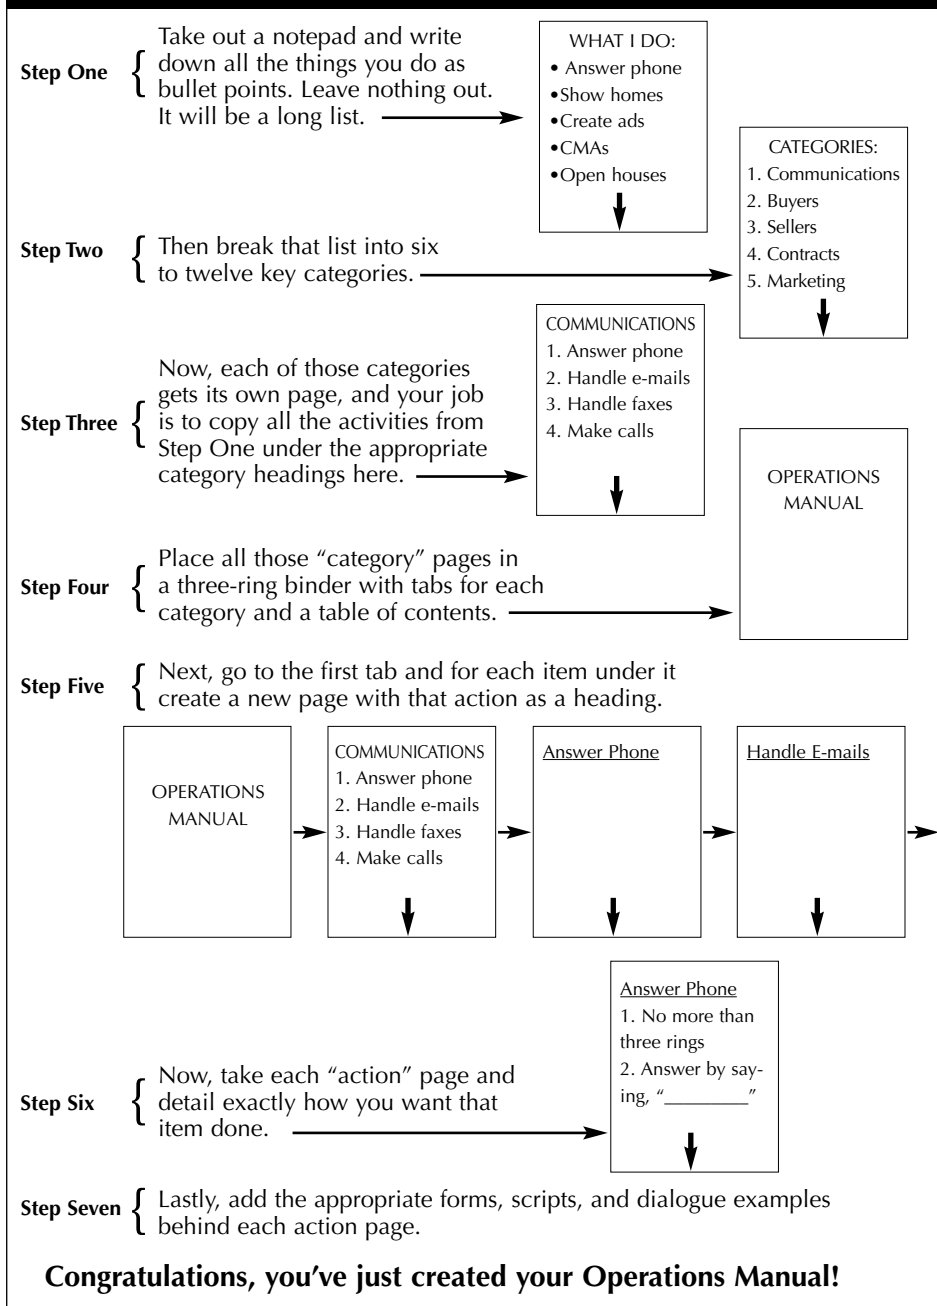 Step One
Take out a notepad and write
down all the things you do as
bullet points. Leave nothing out.
It will be a long list.
WHAT I DO:
• Answer phone
•Show homes
•Create ads
•CMAs
•Open houses
Step Two
Then break that list into six
to twelve key categories.
CATEGORIES:
1. Communications
2. Buyers
3. Sellers
4. Contracts
5. Marketing
Step Three
Now, each of those categories
gets its own page, and your job
is to copy all the activities from
Step One under the appropriate
category headings here.
COMMUNICATIONS
1. Answer phone
2. Handle e-mails
3. Handle faxes
4. Make calls
Step Four
Place all those “category” pages in
a three-ring binder with tabs for each
category and a table of contents.
OPERATIONS
MANUAL
Step Five
Next, go to the first tab and for each item under it
create a new page with that action as a heading.
OPERATIONS
MANUAL
COMMUNICATIONS
1. Answer phone
2. Handle e-mails
3. Handle faxes
4. Make calls
Answer Phone
Handle E-mails
Step Six
Now, take each “action” page and
detail exactly how you want that
item done.
Answer Phone
1. No more than
three rings
2. Answer by say-
ing, “_________”
Step Seven
Lastly, add the appropriate forms, scripts, and dialogue examples
behind each action page.
Congratulations, you’ve just created your Operations Manual!